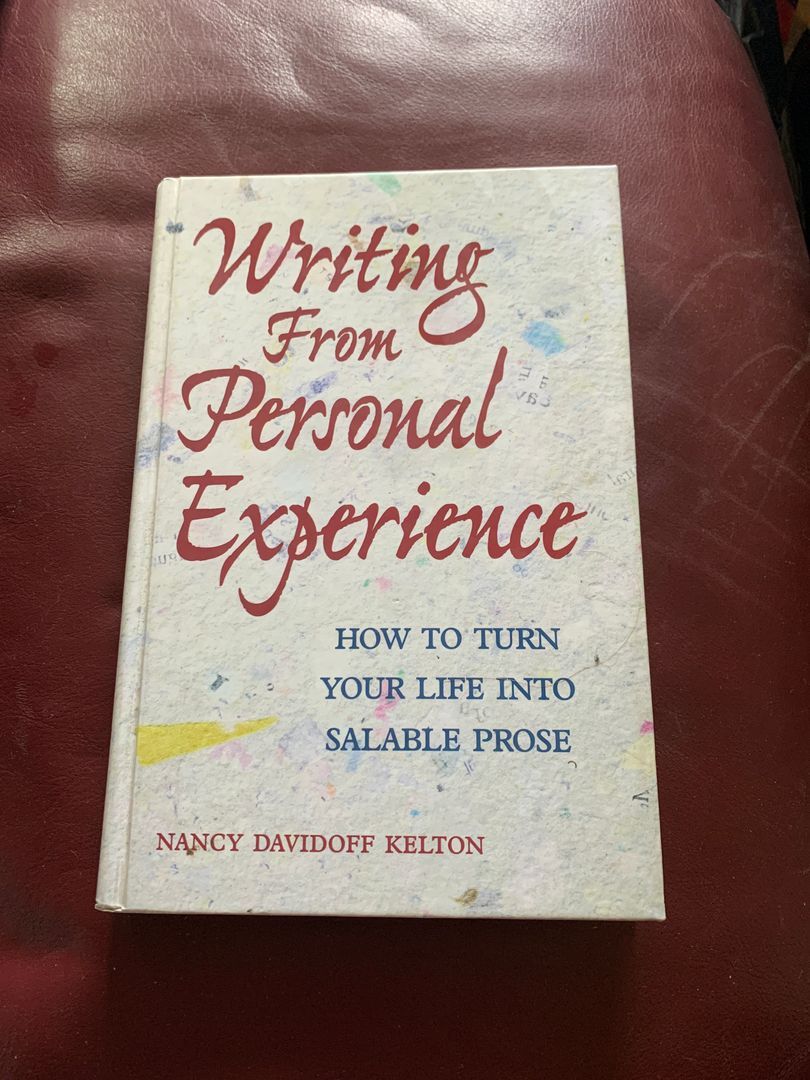 Writing
From
Personal
Experience
HOW TO TURN
YOUR LIFE INTO
SALABLE PROSE
NANCY DAVIDOFF KELTON